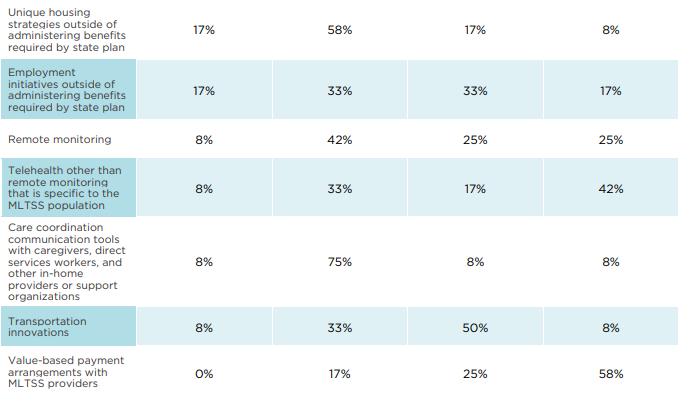 Unique housing
strategies outside of
administering benefits
required by state plan
17% 58% 17% 8%
Employment
initiatives outside of
administering benefits
required by state plan
17% 33% 33% 17%
Remote monitoring 8% 42% 25% 25%
Telehealth other than
remote monitoring
that is specific to the
MLTSS population
8% 33% 17% 42%
Care coordination
communication tools
with caregivers, direct
services workers, and
other in-home
providers or support
organizations
8% 75% 8% 8%
Transportation
innovations
8% 33% 50% 8%
Value-based payment
arrangements with
MLTSS providers
0% 17% 25% 58%